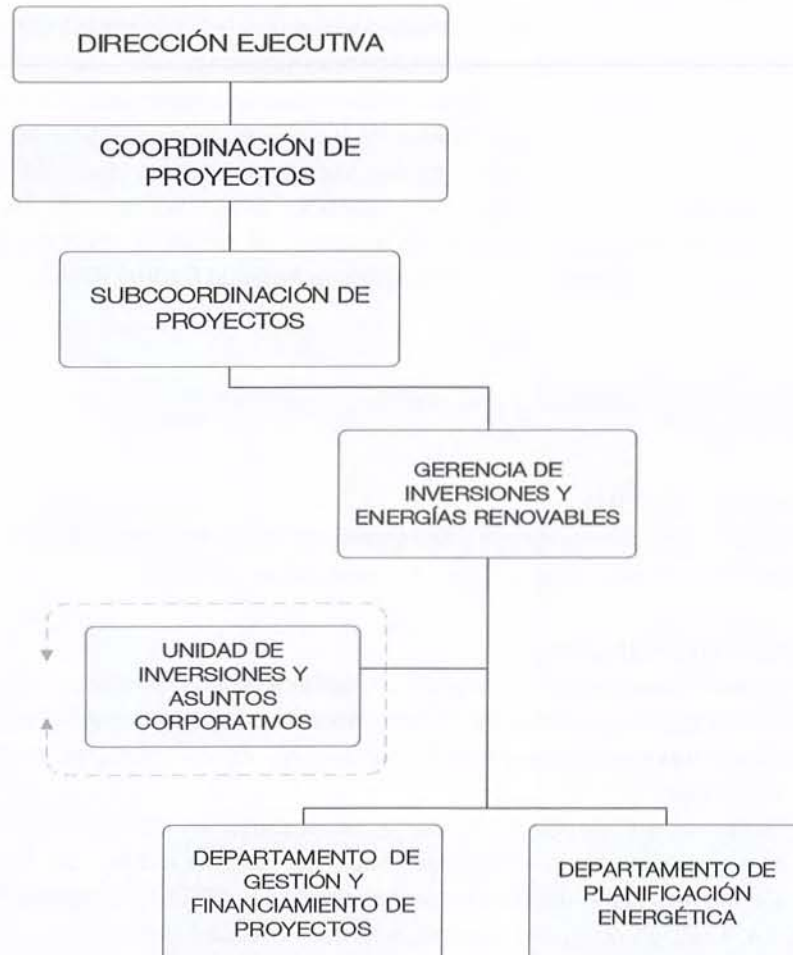 DIRECCIÓN EJECUTIVA
COORDINACIÓN DE
PROYECTOS
SUBCOORDINACIÓN DE
PROYECTOS
GERENCIA DE
INVERSIONES Y
ENERGÍAS RENOVABLES
UNIDAD DE
INVERSIONES Y
ASUNTOS
CORPORATIVOS
DEPARTAMENTO DE
GESTIÓN Y
FINANCIAMIENTO DE
PROYECTOS
DEPARTAMENTO DE
PLANIFICACIÓN
ENERGÉTICA